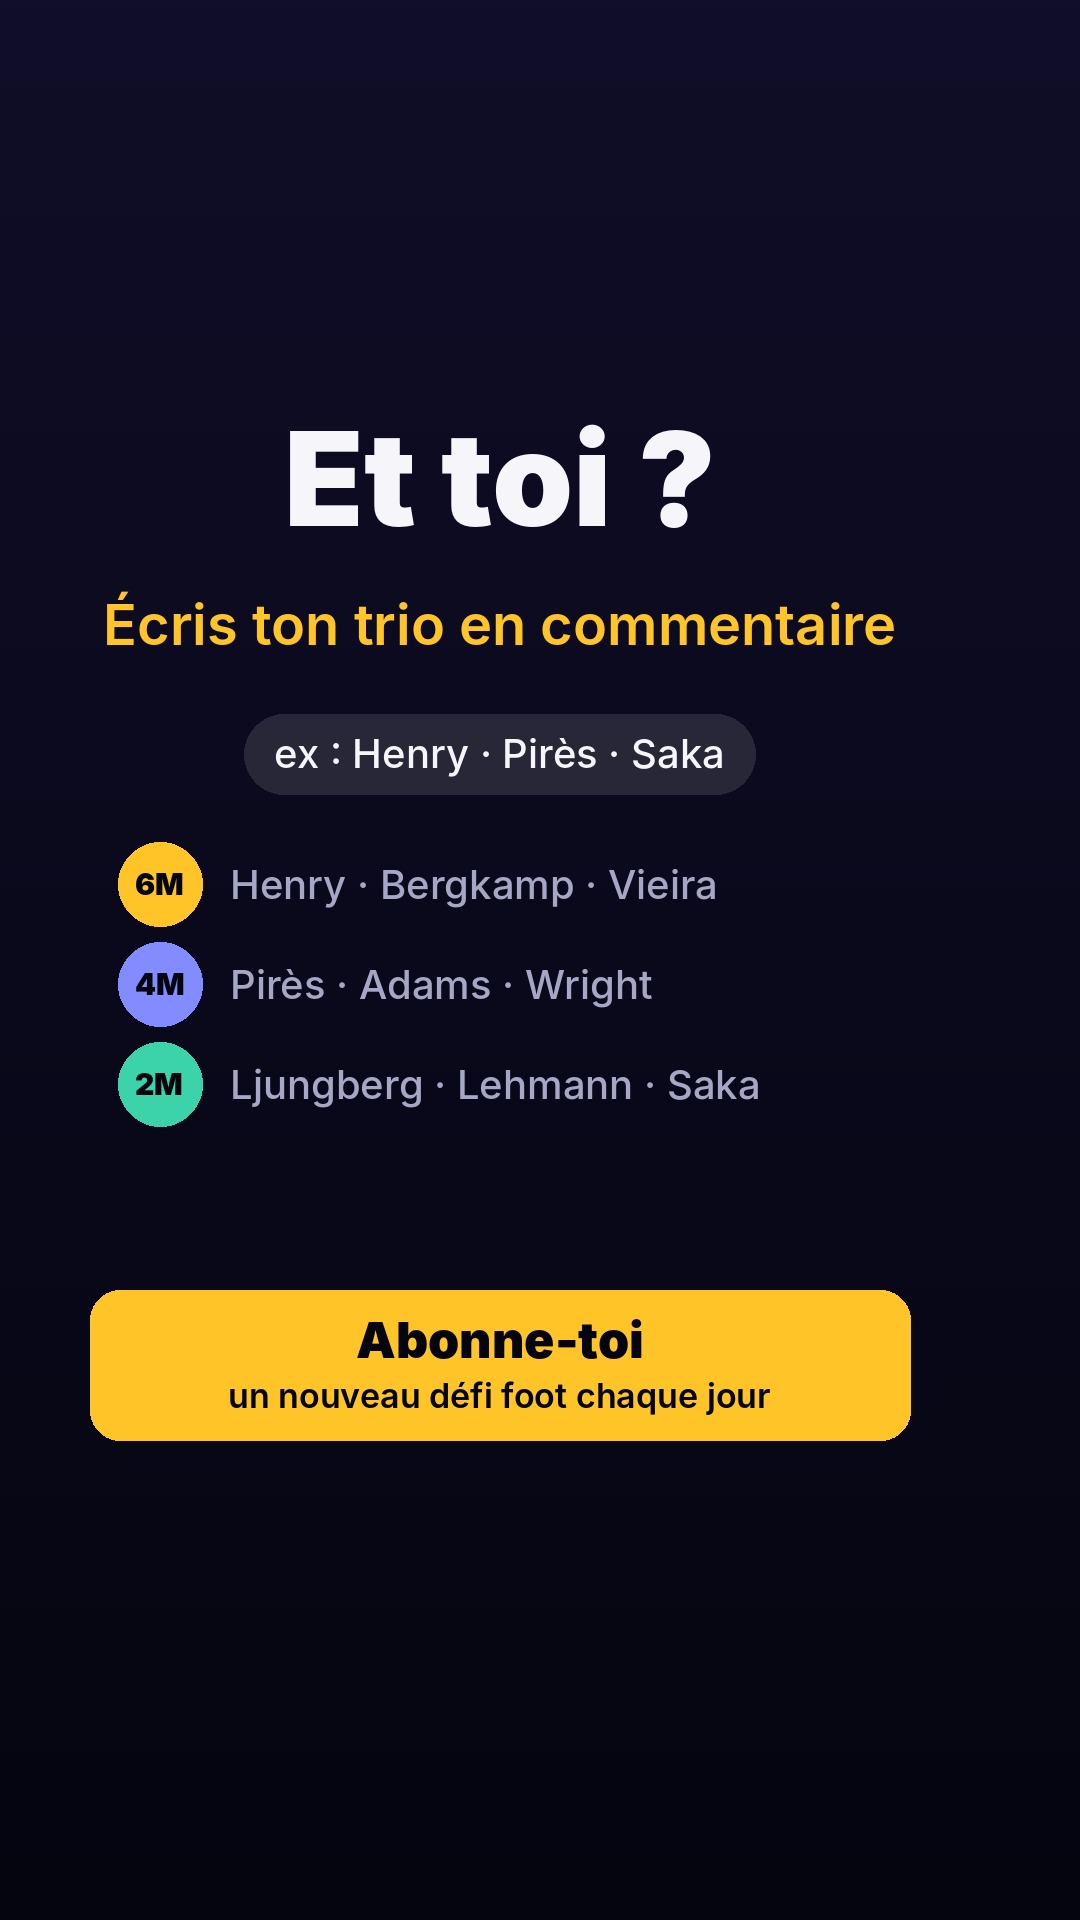 Et toi ?
Écris ton trio en commentaire
ex : Henry · Pirès · Saka
6M Henry · Bergkamp · Vieira
4M Pirès · Adams · Wright
2M Ljungberg · Lehmann · Saka
Abonne-toi
un nouveau défi foot chaque jour